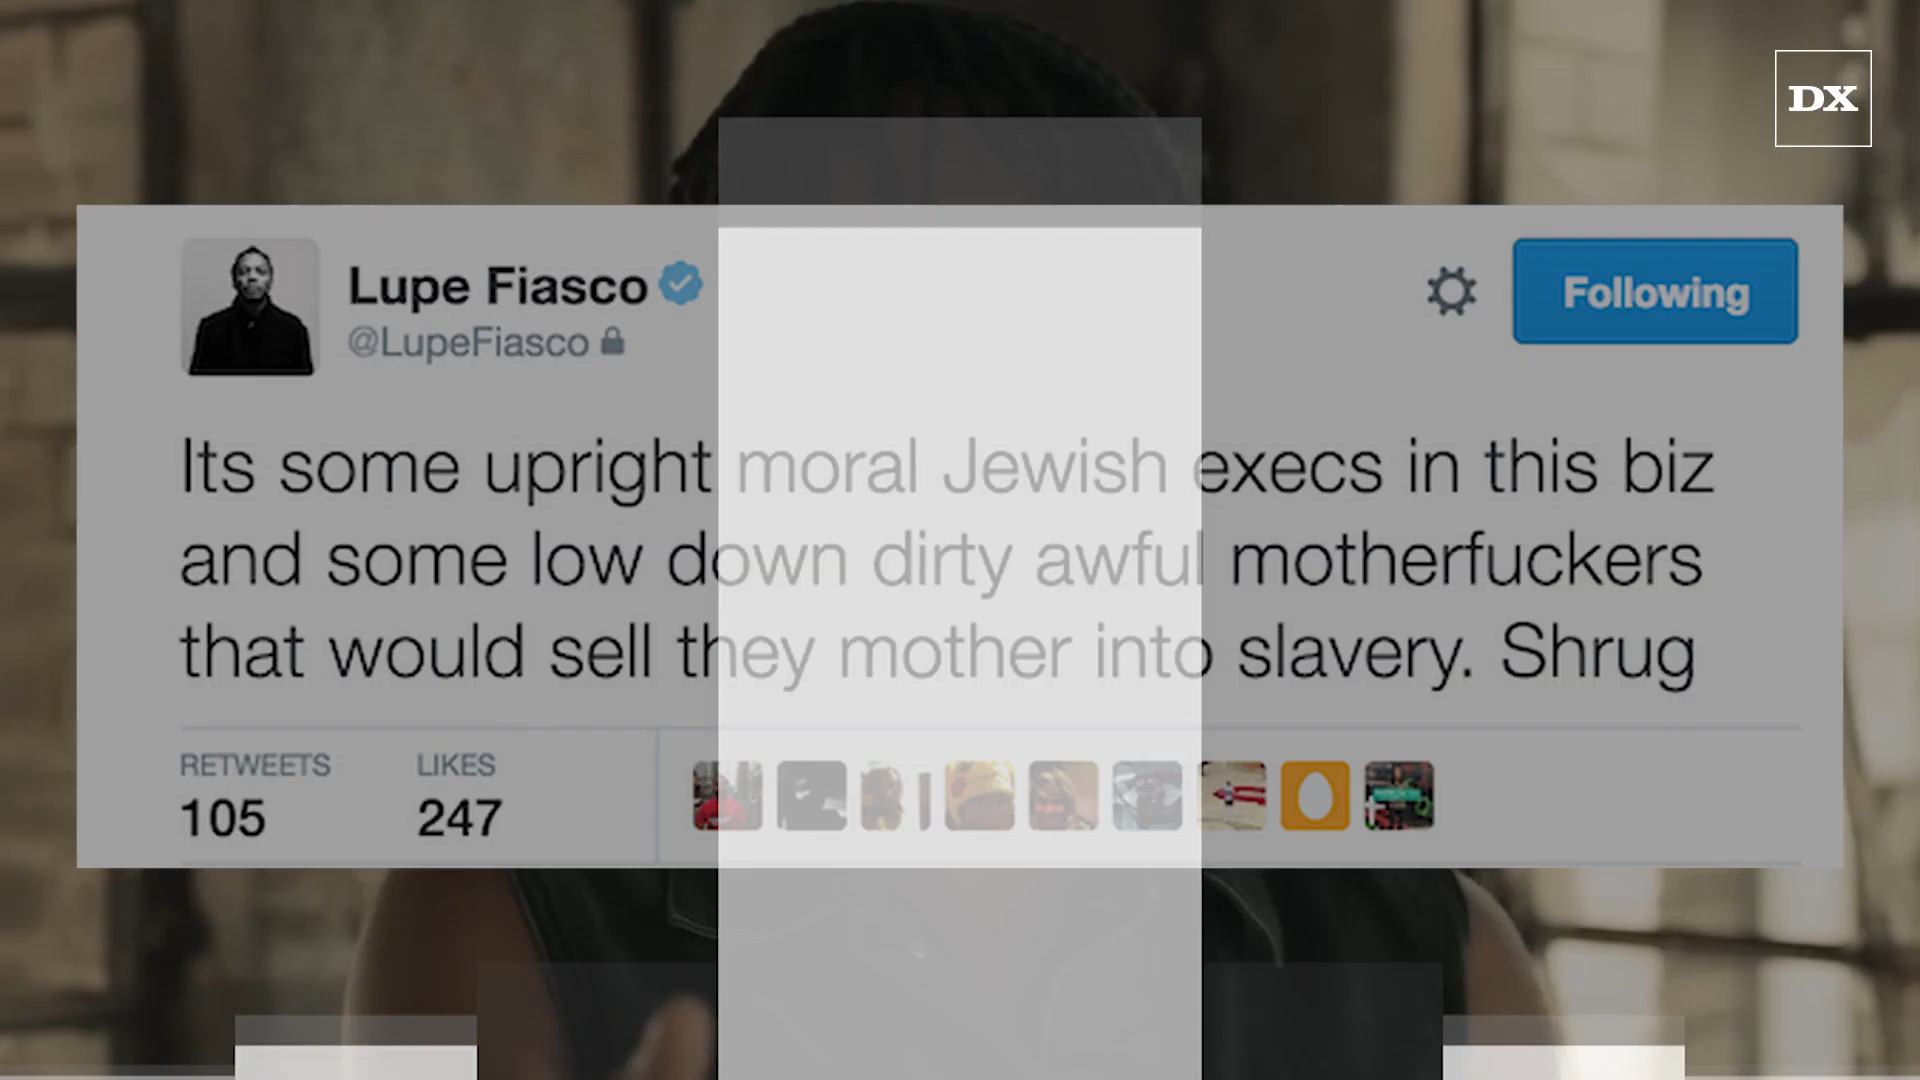 DX
Lupe Fiasco
@LupeFiasco
Following
Its some upright moral Jewish execs in this biz
and some low down dirty awful motherfuckers
that would sell they mother into slavery. Shrug
RETWEETS LIKES
105 247